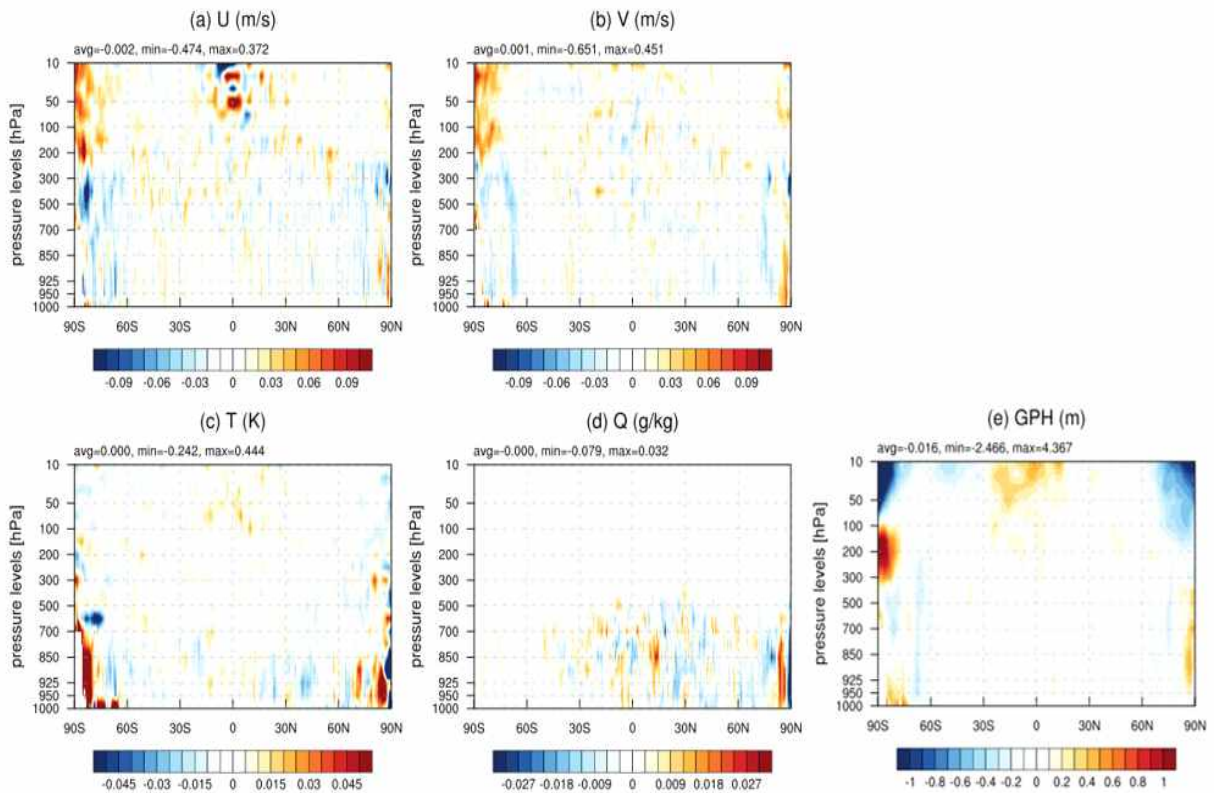 (a) U (m/s)
avg=-0.002, min=-0.474, max=0.372
pressure levels [hPa]
10
50
100
200
300
500
700
850
925
950
1000
90S 60S 30S 0 30N 60N 90N
-0.09 -0.06 -0.03 0 0.03 0.06 0.09
(b) V (m/s)
avg=0.001, min=-0.651, max=0.451
pressure levels [hPa]
10
50
100
200
300
500
700
850
925
950
1000
90S 60S 30S 0 30N 60N 90N
-0.09 -0.06 -0.03 0 0.03 0.06 0.09
(c) T (K)
avg=0.000, min=-0.242, max=0.444
pressure levels [hPa]
10
50
100
200
300
500
700
850
925
950
1000
90S 60S 30S 0 30N 60N 90N
-0.045 -0.03 -0.015 0 0.015 0.03 0.045
(d) Q (g/kg)
avg=-0.000, min=-0.079, max=0.032
pressure levels [hPa]
10
50
100
200
300
500
700
850
925
950
1000
90S 60S 30S 0 30N 60N 90N
-0.027 -0.018 -0.009 0 0.009 0.018 0.027
(e) GPH (m)
avg=-0.016, min=-2.466, max=4.367
pressure levels [hPa]
10
50
100
200
300
500
700
850
925
950
1000
90S 60S 30S 0 30N 60N 90N
-1 -0.8 -0.6 -0.4 -0.2 0 0.2 0.4 0.6 0.8 1